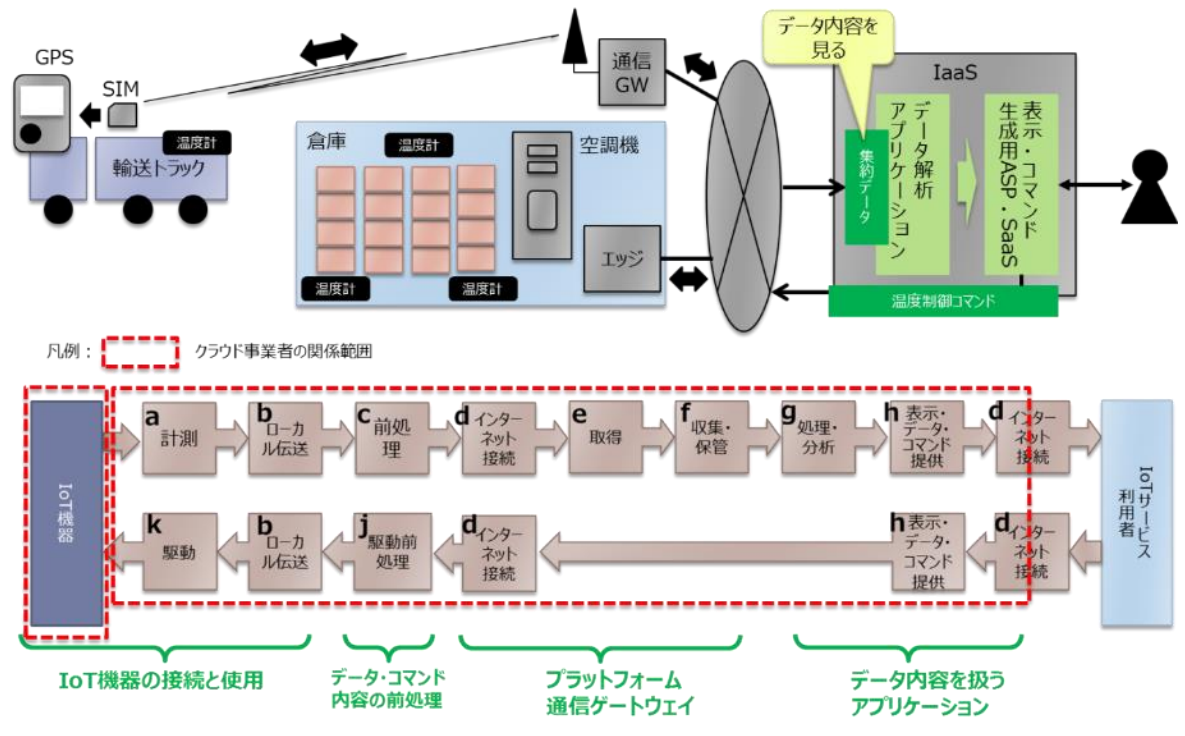 データ内容を
見る
GPS
SIM
温度計
輸送トラック
通信
GW
IaaS
倉庫
温度計
空調機
温度計
温度計
エッジ
集約データ
データ解析
アプリケーション
表示・コマンド
生成用ASP・SaaS
温度制御コマンド
凡例：
クラウド事業者の関係範囲
IoT機器
a
計測
b
ローカ
ル伝送
c
前処
理
d
インター
ネット
接続
e
取得
f
収集・
保管
g
処理・
分析
h
表示・
データ・
コマンド
提供
d
インター
ネット
接続
IoTサービス
利用者
k
駆動
b
ローカ
ル伝送
j
駆動前
処理
d
インター
ネット
接続
h
表示・
データ・
コマンド
提供
d
インター
ネット
接続
IoT機器の接続と使用
データ・コマンド
内容の前処理
プラットフォーム
通信ゲートウェイ
データ内容を扱う
アプリケーション